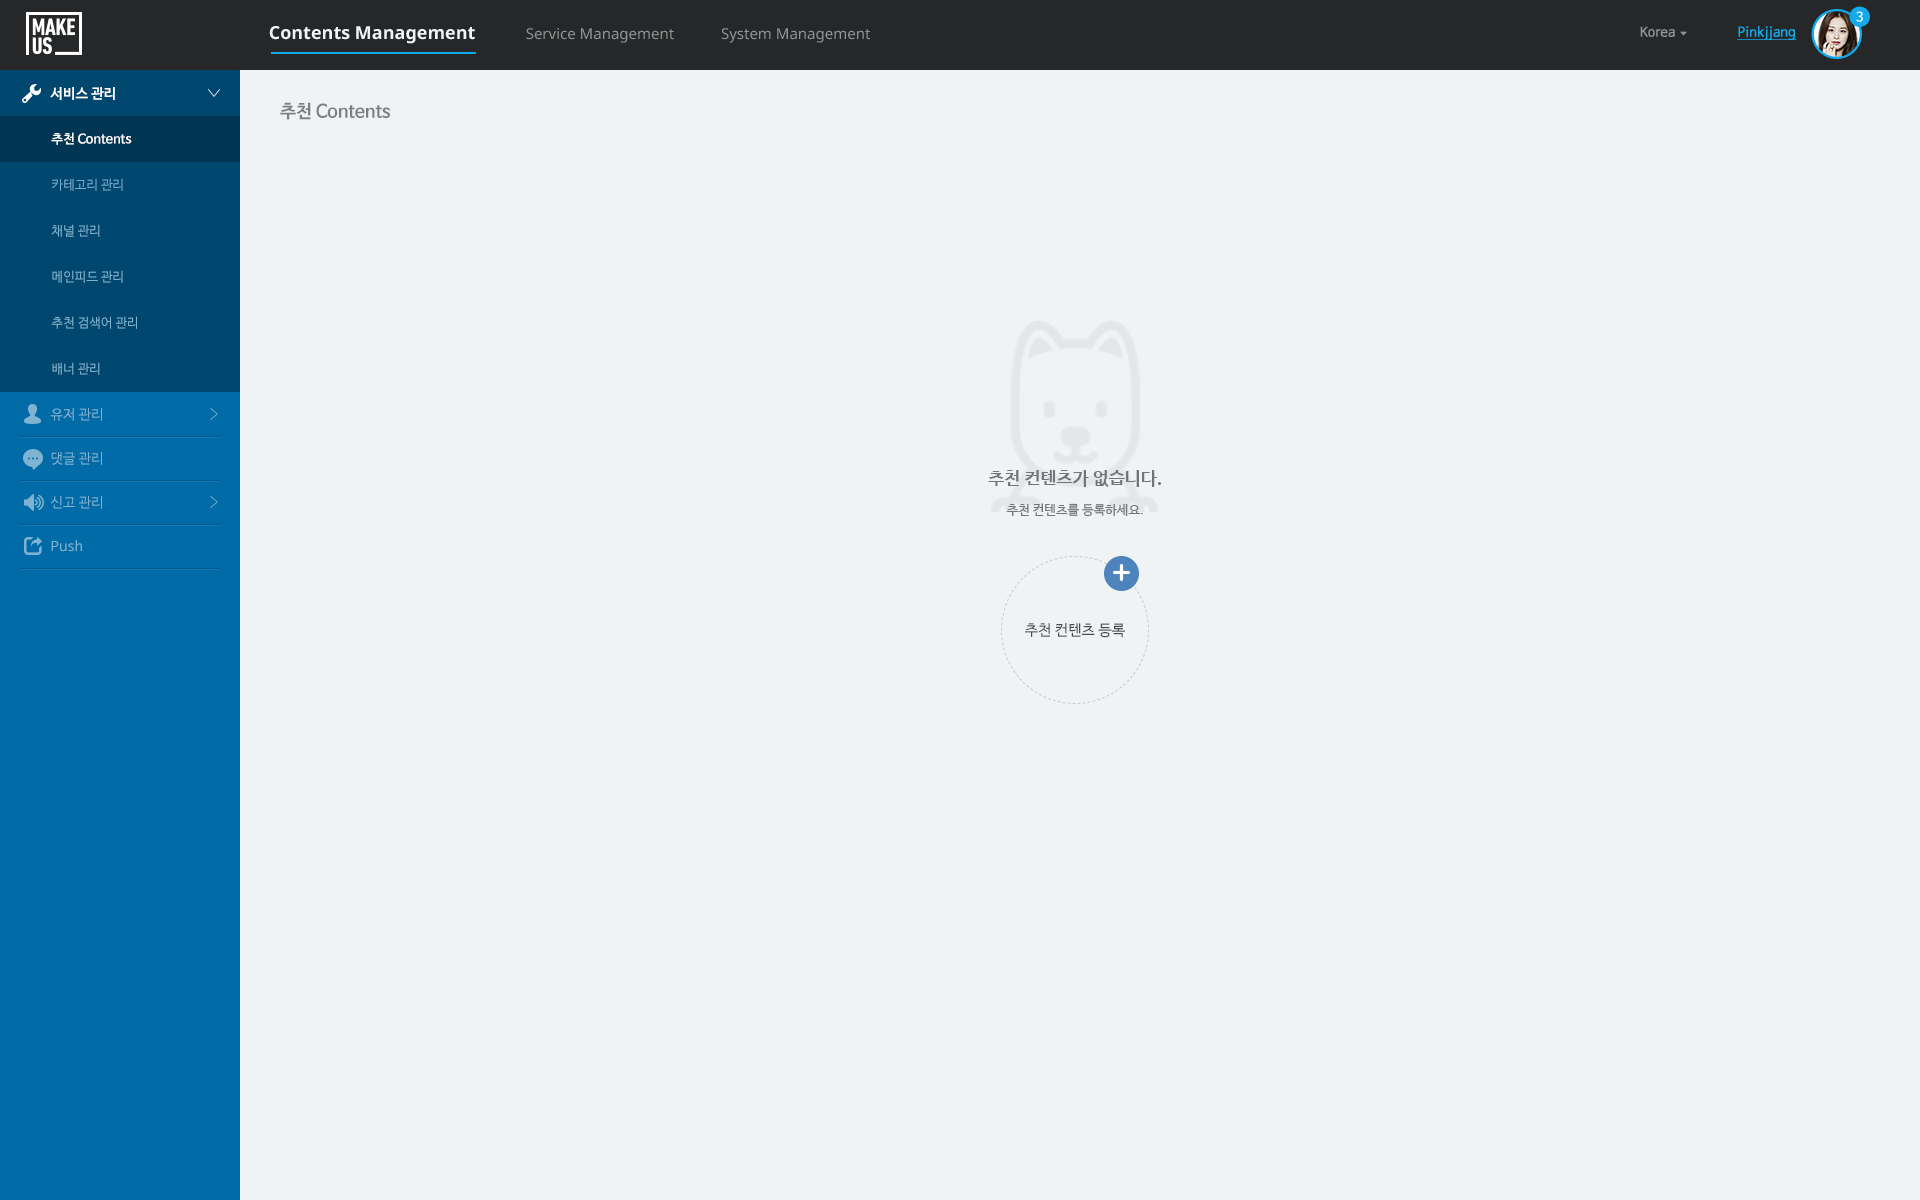 MAKE
US
Contents Management
Service Management
System Management
Korea
Pinkjjang
3
서비스 관리
추천 Contents
카테고리 관리
채널 관리
메인피드 관리
추천 검색어 관리
배너 관리
유저 관리
댓글 관리
신고 관리
Push
추천 Contents
추천 컨텐츠가 없습니다.
추천 컨텐츠를 등록하세요.
추천 컨텐츠 등록